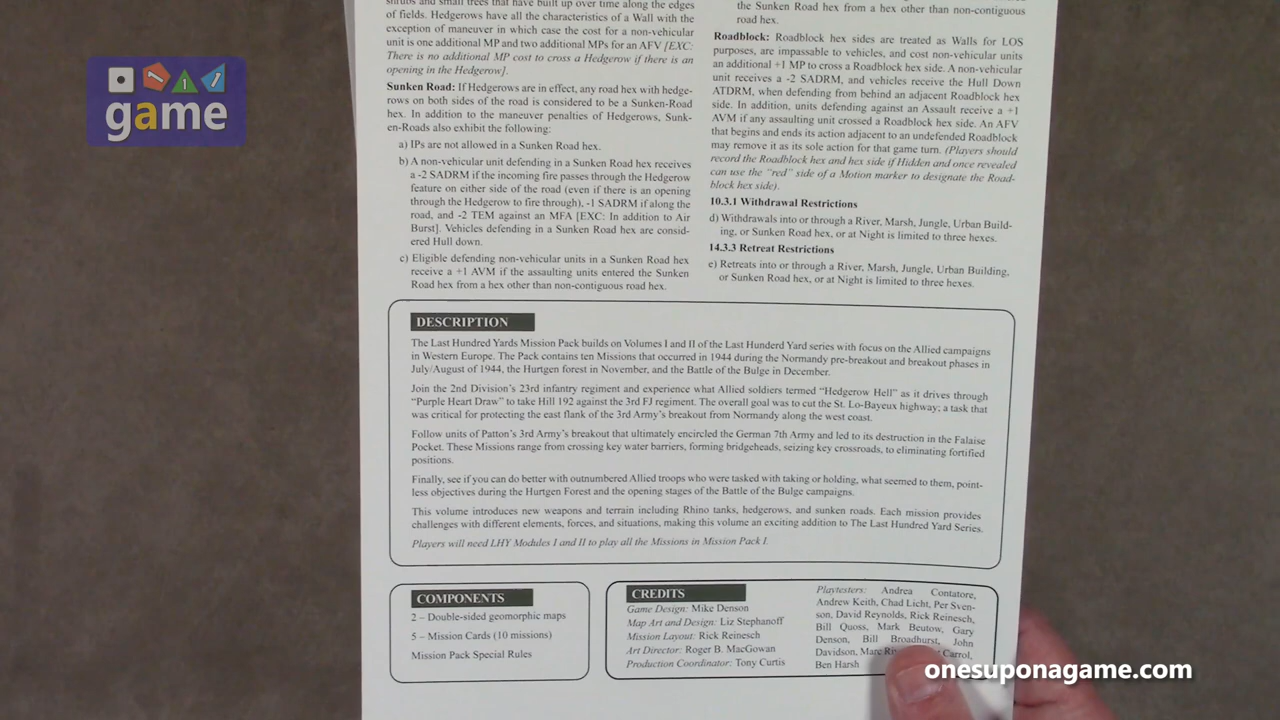 game
shrubs and small trees that have built up over time along the edges
of fields. Hedgerows have all the characteristics of a Wall with the
exception of maneuver in which case the cost for a non-vehicular
unit is one additional MP and two additional MPs for an AFV [EXC:
There is no additional MP cost to cross a Hedgerow if there is an
opening in the Hedgerow].
Sunken Road: If Hedgerows are in effect, any road hex with hedge-
rows on both sides of the road is considered to be a Sunken-Road
hex. In addition to the maneuver penalties of Hedgerows, Sunk-
en-Roads also exhibit the following:
a) IPs are not allowed in a Sunken Road hex.
b) A non-vehicular unit defending in a Sunken Road hex receives
a -2 SADRM if the incoming fire passes through the Hedgerow
feature on either side of the road (even if there is an opening
through the Hedgerow to fire through), -1 SADRM if along the
road, and -2 TEM against an MFA [EXC: In addition to Air
Burst]. Vehicles defending in a Sunken Road hex are consid-
ered Hull down.
c) Eligible defending non-vehicular units in a Sunken Road hex
receive a +1 AVM if the assaulting units entered the Sunken
Road hex from a hex other than non-contiguous road hex.
the Sunken Road hex from a hex other than non-contiguous
road hex.
Roadblock: Roadblock hex sides are treated as Walls for LOS
purposes, are impassable to vehicles, and cost non-vehicular units
an additional +1 MP to cross a Roadblock hex side. A non-vehicular
unit receives a -2 SADRM, and vehicles receive the Hull Down
ATDRM, when defending from behind an adjacent Roadblock hex
side. In addition, units defending against an Assault receive a +1
AVM if any assaulting unit crossed a Roadblock hex side. An AFV
that begins and ends its action adjacent to an undefended Roadblock
may remove it as its sole action for that game turn. (Players should
record the Roadblock hex and hex side if Hidden and once revealed
can use the "red" side of a Motion marker to designate the Road-
block hex side).
10.3.1 Withdrawal Restrictions
d) Withdrawals into or through a River, Marsh, Jungle, Urban Build-
ing, or Sunken Road hex, or at Night is limited to three hexes.
14.3.3 Retreat Restrictions
e) Retreats into or through a River, Marsh, Jungle, Urban Building,
or Sunken Road hex, or at Night is limited to three hexes.
DESCRIPTION
The Last Hundred Yards Mission Pack builds on Volumes I and II of the Last Hunderd Yard series with focus on the Allied campaigns
in Western Europe. The Pack contains ten Missions that occurred in 1944 during the Normandy pre-breakout and breakout phases in
July/August of 1944, the Hurtgen forest in November, and the Battle of the Bulge in December.
Join the 2nd Division's 23rd infantry regiment and experience what Allied soldiers termed "Hedgerow Hell" as it drives through
"Purple Heart Draw" to take Hill 192 against the 3rd FJ regiment. The overall goal was to cut the St. Lo-Bayeux highway; a task that
was critical for protecting the east flank of the 3rd Army's breakout from Normandy along the west coast.
Follow units of Patton's 3rd Army's breakout that ultimately encircled the German 7th Army and led to its destruction in the Falaise
Pocket. These Missions range from crossing key water barriers, forming bridgeheads, seizing key crossroads, to eliminating fortified
positions.
Finally, see if you can do better with outnumbered Allied troops who were tasked with taking or holding, what seemed to them, point-
less objectives during the Hurtgen Forest and the opening stages of the Battle of the Bulge campaigns.
This volume introduces new weapons and terrain including Rhino tanks, hedgerows, and sunken roads. Each mission provides
challenges with different elements, forces, and situations, making this volume an exciting addition to The Last Hundred Yard Series.
Players will need LHY Modules I and II to play all the Missions in Mission Pack I.
COMPONENTS
2 – Double-sided geomorphic maps
5 – Mission Cards (10 missions)
Mission Pack Special Rules
CREDITS
Game Design: Mike Denson
Map Art and Design: Liz Stephanoff
Mission Layout: Rick Reinesch
Art Director: Roger B. MacGowan
Production Coordinator: Tony Curtis
Playtesters: Andrea Contatore,
Andrew Keith, Chad Licht, Per Sven-
son, David Reynolds, Rick Reinesch,
Bill Quoss, Mark Beutow, Gary
Denson, Bill Broadhurst, John
Davidson, Marc Carrol,
Ben Harsh
onesuponagame.com